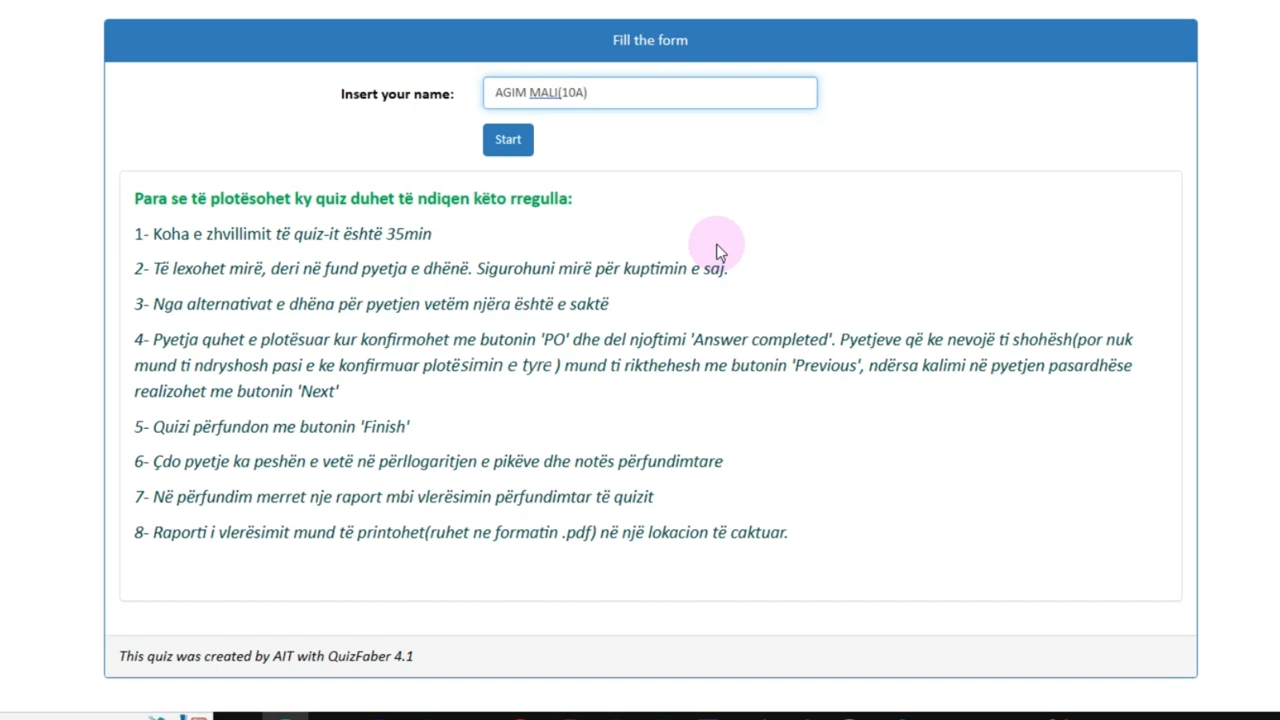 Fill the form
Insert your name: AGIM MALI(10A)
Start
Para se të plotësohet ky quiz duhet të ndiqen këto rregulla:
1- Koha e zhvillimit të quiz-it është 35min
2- Të lexohet mirë, deri në fund pyetja e dhënë. Sigurohuni mirë për kuptimin e saj.
3- Nga alternativat e dhëna për pyetjen vetëm njëra është e saktë
4- Pyetja quhet e plotësuar kur konfirmohet me butonin 'PO' dhe del njoftimi 'Answer completed'. Pyetjeve që ke nevojë ti shohësh(por nuk
mund ti ndryshosh pasi e ke konfirmuar plotësimin e tyre ) mund ti rikthehesh me butonin 'Previous', ndërsa kalimi në pyetjen pasardhëse
realizohet me butonin 'Next'
5- Quizi përfundon me butonin 'Finish'
6- Çdo pyetje ka peshën e vetë në përllogaritjen e pikëve dhe notës përfundimtare
7- Në përfundim merret nje raport mbi vlerësimin përfundimtar të quizit
8- Raporti i vlerësimit mund të printohet(ruhet ne formatin .pdf) në një lokacion të caktuar.
This quiz was created by AIT with QuizFaber 4.1